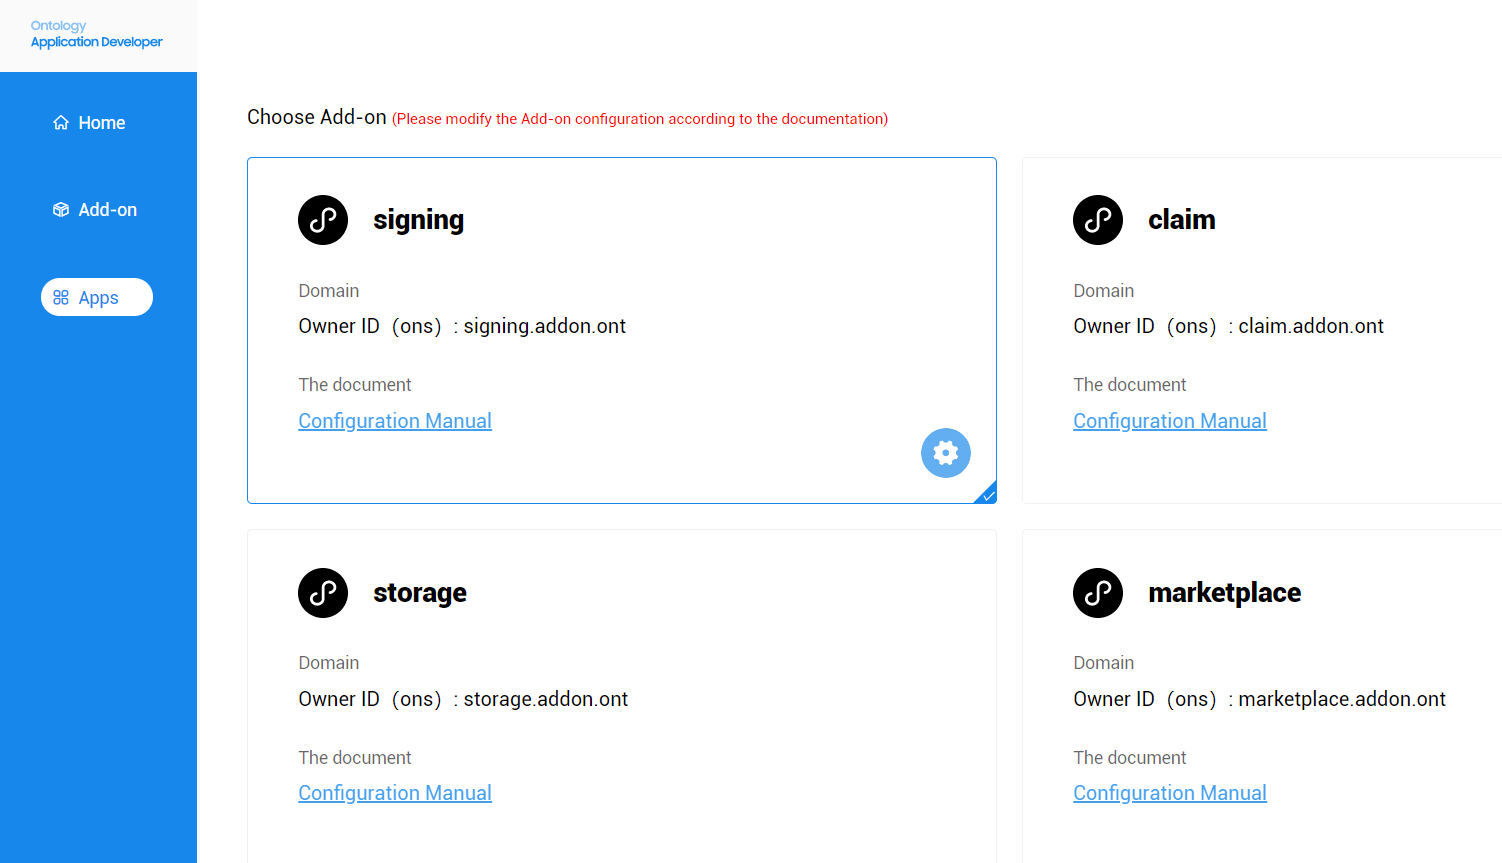 Ontology
Application Developer
Home
Add-on
Apps
Choose Add-on (Please modify the Add-on configuration according to the documentation)
signing
Domain
Owner ID（ons）: signing.addon.ont
The document
Configuration Manual
claim
Domain
Owner ID（ons）: claim.addon.ont
The document
Configuration Manual
storage
Domain
Owner ID（ons）: storage.addon.ont
The document
Configuration Manual
marketplace
Domain
Owner ID（ons）: marketplace.addon.ont
The document
Configuration Manual